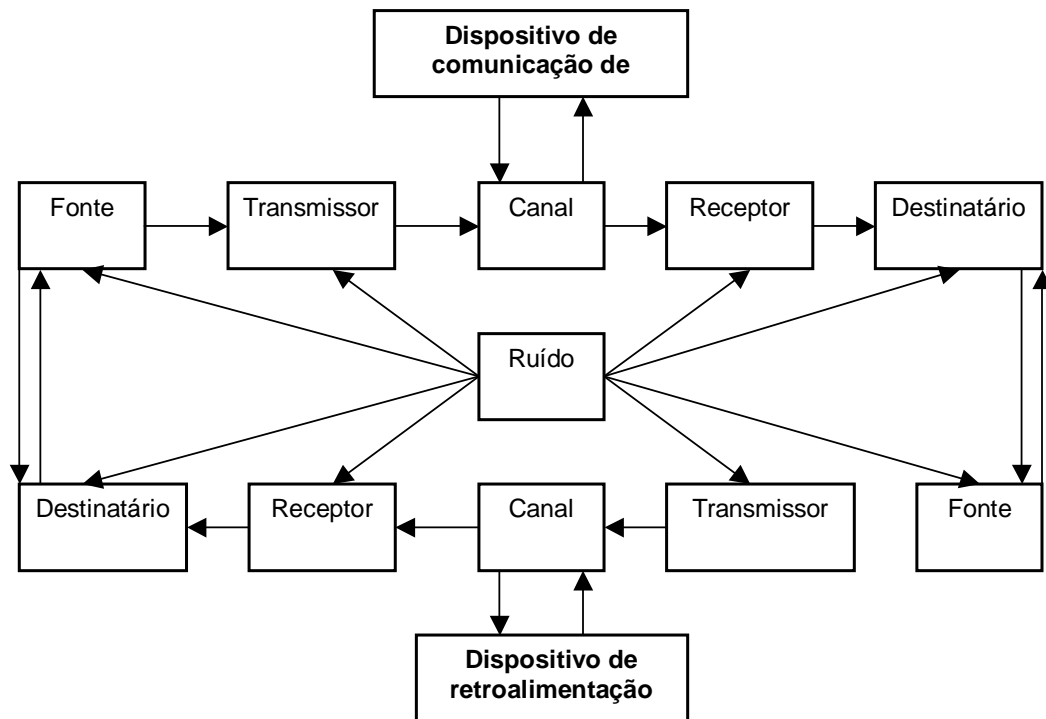 Dispositivo de
comunicação de
Fonte
Transmissor
Canal
Receptor
Destinatário
Ruído
Destinatário
Receptor
Canal
Transmissor
Fonte
Dispositivo de
retroalimentação